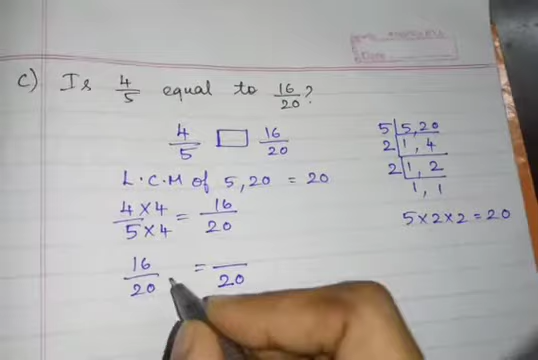 c) Is 4/5 equal to 16/20?
4/5 □ 16/20
L.C.M of 5,20 = 20
4×4/5×4 = 16/20
16/20 = /20
5 | 5,20
2 | 1, 4
2 | 1, 2
1, 1
5×2×2=20